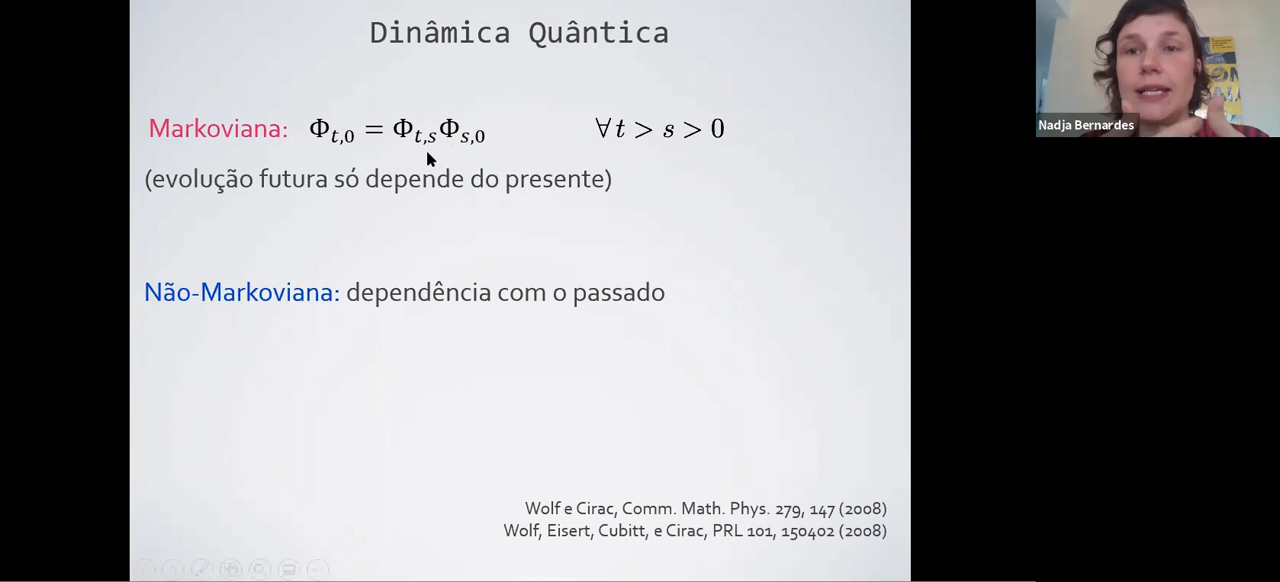 Dinâmica Quântica
Markoviana: Φ_{t,0} = Φ_{t,s}Φ_{s,0} ∀ t > s > 0
(evolução futura só depende do presente)
Não-Markoviana: dependência com o passado
Wolf e Cirac, Comm. Math. Phys. 279, 147 (2008)
Wolf, Eisert, Cubitt, e Cirac, PRL 101, 150402 (2008)
Nadja Bernardes